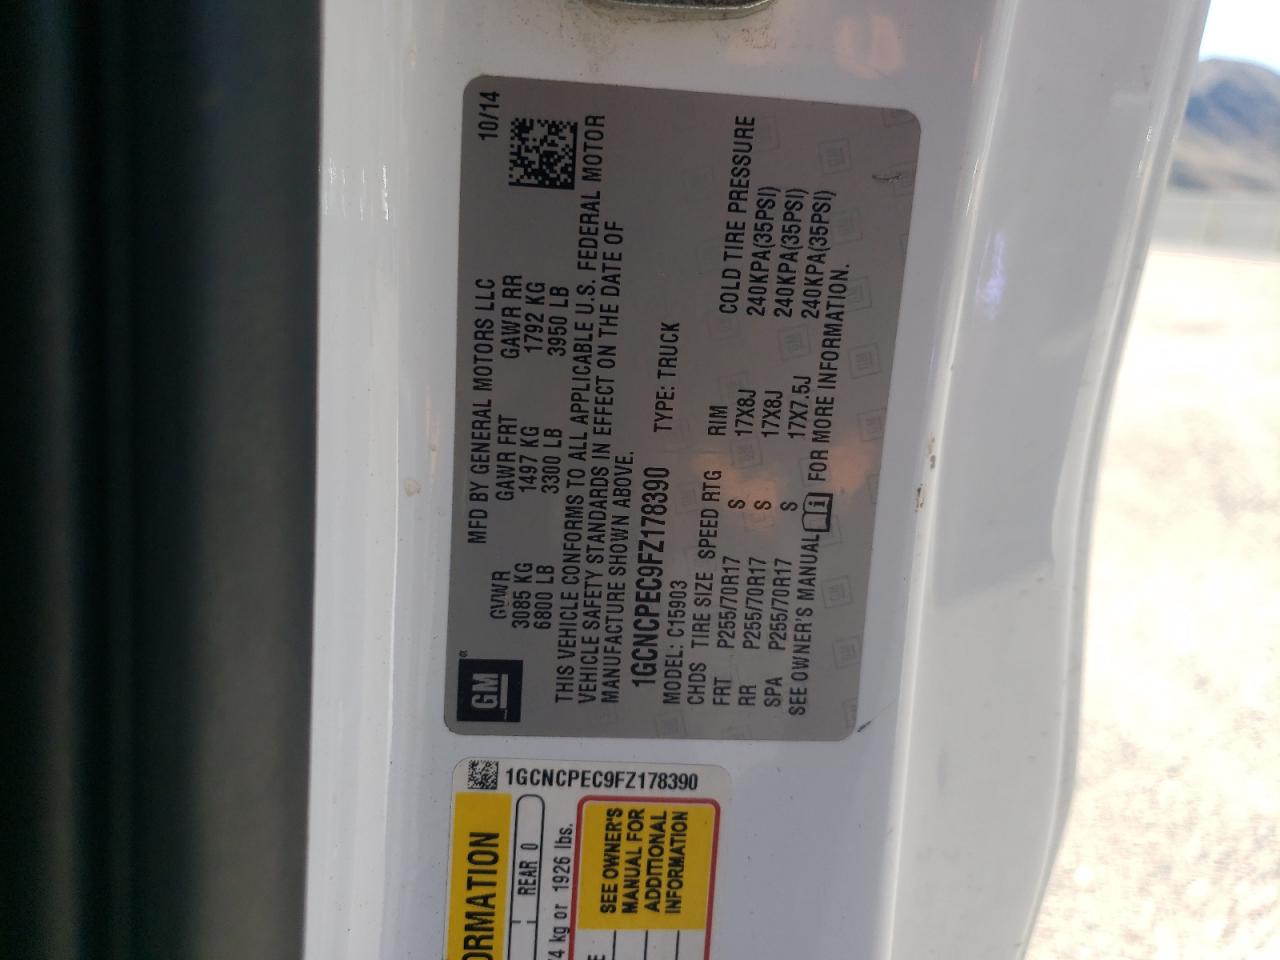 MFD BY GENERAL MOTORS LLC 10/14
GVWR GAWR FRT GAWR RR
3085 KG 1497 KG 1792 KG
6800 LB 3300 LB 3950 LB
GM®
THIS VEHICLE CONFORMS TO ALL APPLICABLE U.S. FEDERAL MOTOR
VEHICLE SAFETY STANDARDS IN EFFECT ON THE DATE OF
MANUFACTURE SHOWN ABOVE.
1GCNCPEC9FZ178390 TYPE: TRUCK
MODEL: C15903
CHDS TIRE SIZE SPEED RTG RIM COLD TIRE PRESSURE
FRT P255/70R17 S 17X8J 240KPA(35PSI)
RR P255/70R17 S 17X8J 240KPA(35PSI)
SPA P255/70R17 S 17X7.5J 240KPA(35PSI)
SEE OWNER'S MANUAL FOR MORE INFORMATION.
1GCNCPEC9FZ178390
REAR 0
kg or 1926 lbs.
SEE OWNER'S
MANUAL FOR
ADDITIONAL
INFORMATION